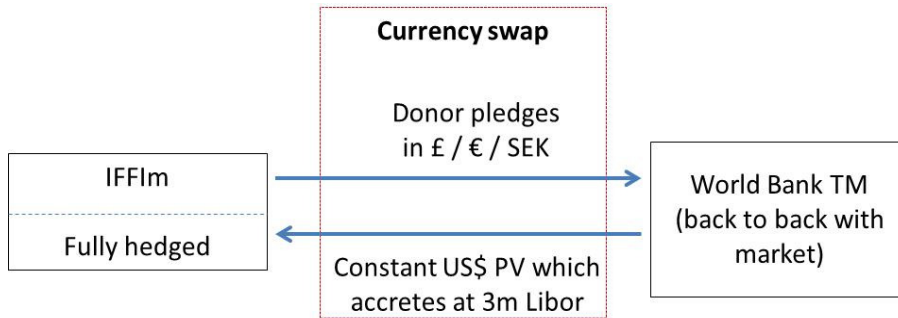 Currency swap
Donor pledges
in £ / € / SEK
IFFIm
Fully hedged
World Bank TM
(back to back with
market)
Constant US$ PV which
accretes at 3m Libor